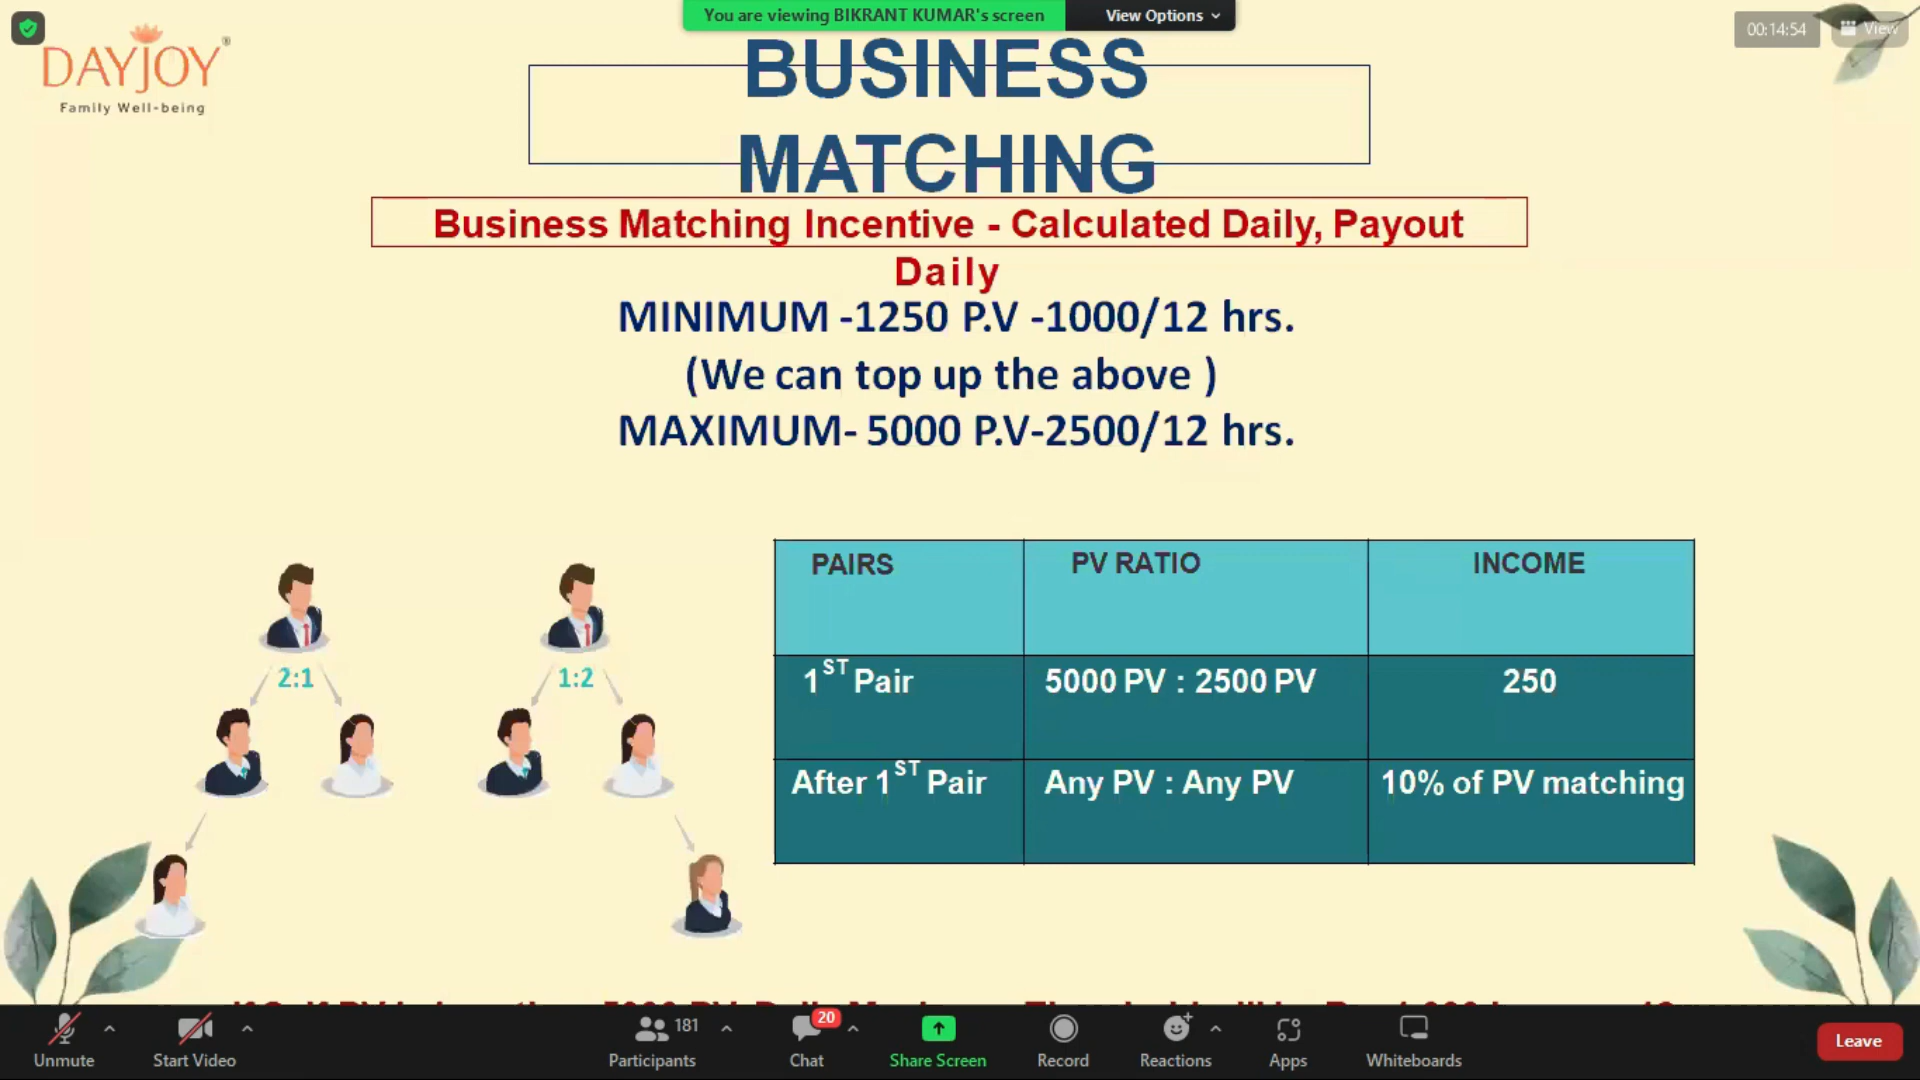 You are viewing BIKRANT KUMAR's screen
View Options
00:14:54
View
DAYJOY®
Family Well-being
BUSINESS
MATCHING
Business Matching Incentive - Calculated Daily, Payout
Daily
MINIMUM -1250 P.V -1000/12 hrs.
(We can top up the above )
MAXIMUM- 5000 P.V-2500/12 hrs.
2:1
1:2
PAIRS PV RATIO INCOME
1ST Pair 5000 PV : 2500 PV 250
After 1ST Pair Any PV : Any PV 10% of PV matching
Unmute
Start Video
181
Participants
20
Chat
Share Screen
Record
Reactions
Apps
Whiteboards
Leave